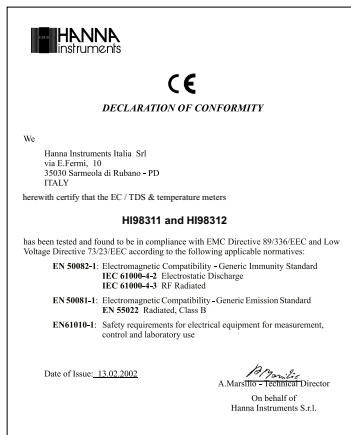 HANNA
instruments
CE
DECLARATION OF CONFORMITY
We
Hanna Instruments Italia Srl
via E.Fermi, 10
35030 Sarmeola di Rubano - PD
ITALY
herewith certify that the EC / TDS & temperature meters
HI98311 and HI98312
has been tested and found to be in compliance with EMC Directive 89/336/EEC and Low
Voltage Directive 73/23/EEC according to the following applicable normatives:
EN 50082-1: Electromagnetic Compatibility - Generic Immunity Standard
IEC 61000-4-2 Electrostatic Discharge
IEC 61000-4-3 RF Radiated
EN 50081-1: Electromagnetic Compatibility - Generic Emission Standard
EN 55022 Radiated, Class B
EN61010-1: Safety requirements for electrical equipment for measurement,
control and laboratory use
Date of Issue: 13.02.2002
A.Marsilio - Technical Director
On behalf of
Hanna Instruments S.r.l.